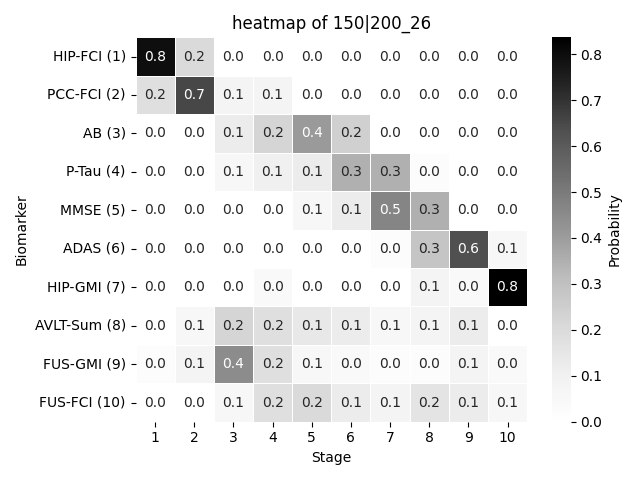 heatmap of 150|200_26
HIP-FCI (1) 0.8 0.2 0.0 0.0 0.0 0.0 0.0 0.0 0.0 0.0
PCC-FCI (2) 0.2 0.7 0.1 0.1 0.0 0.0 0.0 0.0 0.0 0.0
AB (3) 0.0 0.0 0.1 0.2 0.4 0.2 0.0 0.0 0.0 0.0
P-Tau (4) 0.0 0.0 0.1 0.1 0.1 0.3 0.3 0.0 0.0 0.0
MMSE (5) 0.0 0.0 0.0 0.0 0.1 0.1 0.5 0.3 0.0 0.0
ADAS (6) 0.0 0.0 0.0 0.0 0.0 0.0 0.0 0.3 0.6 0.1
HIP-GMI (7) 0.0 0.0 0.0 0.0 0.0 0.0 0.0 0.1 0.0 0.8
AVLT-Sum (8) 0.0 0.1 0.2 0.2 0.1 0.1 0.1 0.1 0.1 0.0
FUS-GMI (9) 0.0 0.1 0.4 0.2 0.1 0.0 0.0 0.0 0.1 0.0
FUS-FCI (10) 0.0 0.0 0.1 0.2 0.2 0.1 0.1 0.2 0.1 0.1
1 2 3 4 5 6 7 8 9 10
Stage
Biomarker
0.8
0.7
0.6
0.5
0.4
0.3
0.2
0.1
0.0
Probability